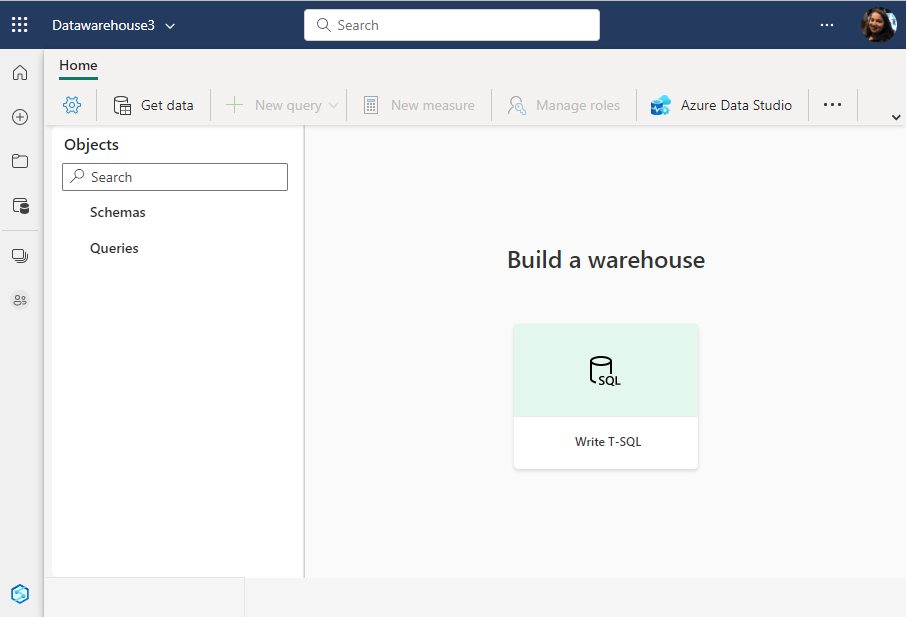 Datawarehouse3
Search
Home
Get data
New query
New measure
Manage roles
Azure Data Studio
Objects
Search
Schemas
Queries
Build a warehouse
SQL
Write T-SQL